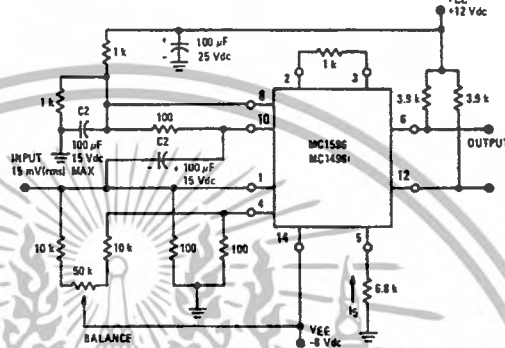 +12 Vdc
1 k
+
100 µF
25 Vdc
-
1 k
2
3
1 k
3.9 k
3.9 k
8
C2
100
10
6
MC1596
MC1496
OUTPUT
100 µF
15 Vdc
MAX
C2
- +
100 µF
15 Vdc
INPUT
15 mV(rms)
1
12
4
10 k
10 k
100
100
14
5
50 k
I5
6.8 k
BALANCE
VEE
-8 Vdc